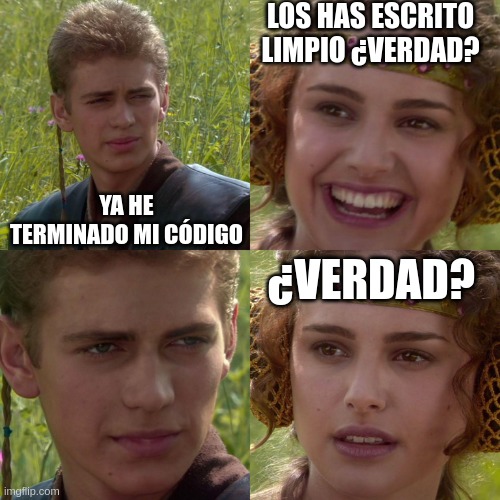 LOS HAS ESCRITO
LIMPIO ¿VERDAD?
YA HE
TERMINADO MI CÓDIGO
¿VERDAD?
imgflip.com